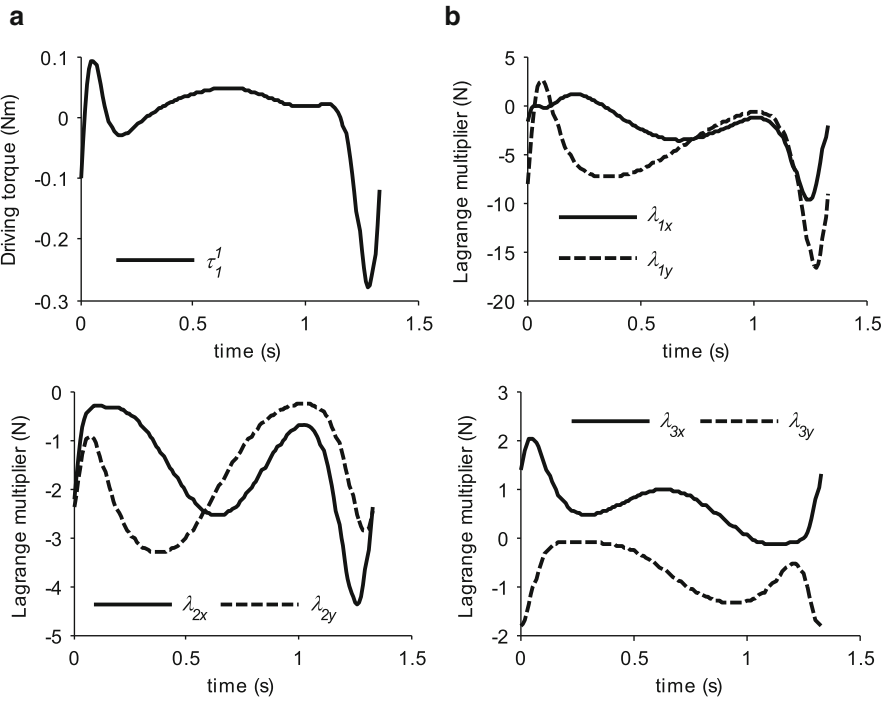 a
b
0.1
0
-0.1
-0.2
-0.3
Driving torque (Nm)
τ₁¹
0
0.5
1
1.5
time (s)
5
0
-5
-10
-15
-20
Lagrange multiplier (N)
λ1x
λ1y
0
0.5
1
1.5
time (s)
0
-1
-2
-3
-4
-5
Lagrange multiplier (N)
λ2x λ2y
0
0.5
1
1.5
time (s)
3
2
1
0
-1
-2
Lagrange multiplier (N)
λ3x λ3y
0
0.5
1
1.5
time (s)